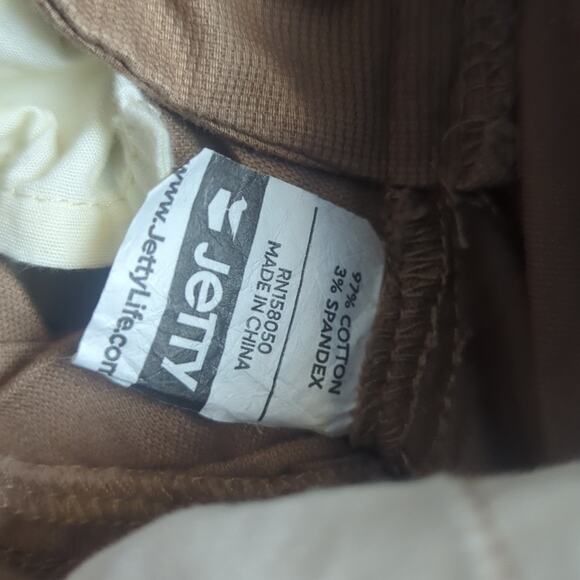 www.JettyLife.com
Jetty
RN158050
MADE IN CHINA
97% COTTON
3% SPANDEX